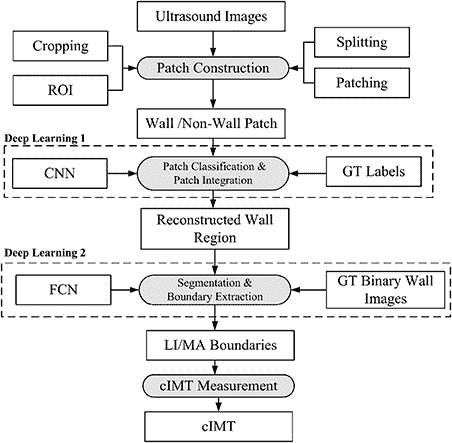 Ultrasound Images
Cropping
Splitting
Patch Construction
ROI
Patching
Wall /Non-Wall Patch
Deep Learning 1
CNN
Patch Classification &
Patch Integration
GT Labels
Reconstructed Wall
Region
Deep Learning 2
FCN
Segmentation &
Boundary Extraction
GT Binary Wall
Images
LI/MA Boundaries
cIMT Measurement
cIMT